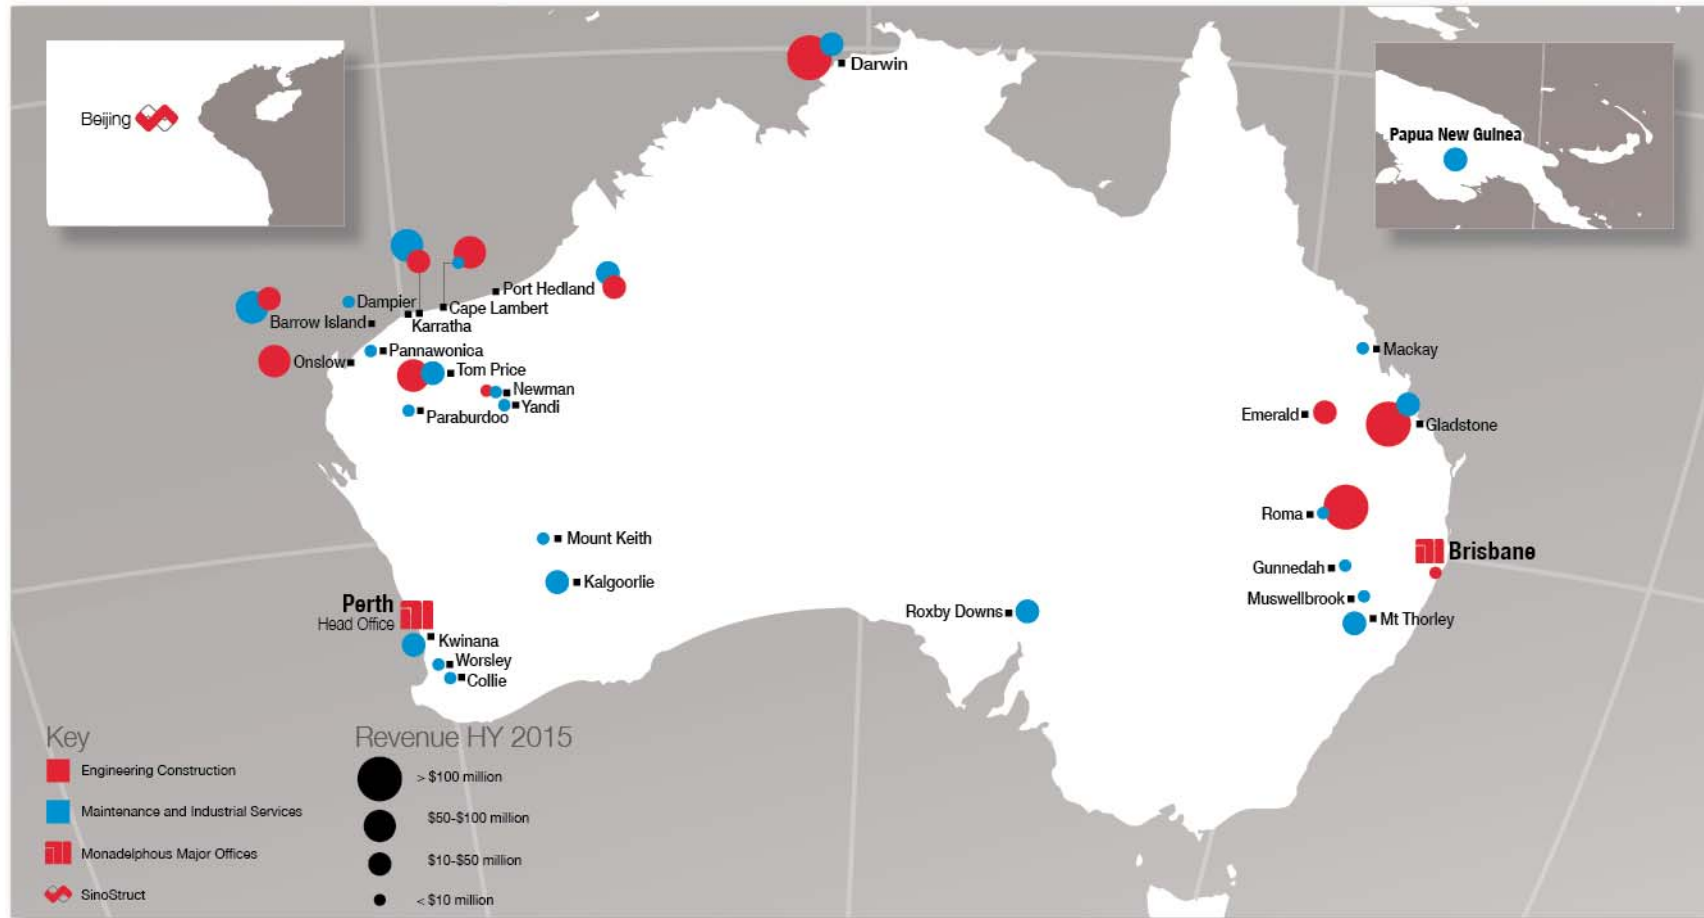 Beijing
Darwin
Papua New Guinea
Port Hedland
Dampier
Cape Lambert
Barrow Island
Karratha
Pannawonica
Onslow
Tom Price
Newman
Yandi
Paraburdoo
Mackay
Emerald
Gladstone
Roma
Mount Keith
Brisbane
Gunnedah
Kalgoorlie
Muswellbrook
Perth
Head Office
Roxby Downs
Mt Thorley
Kwinana
Worsley
Collie
Key
Engineering Construction
Maintenance and Industrial Services
Monadelphous Major Offices
SinoStruct
Revenue HY 2015
> $100 million
$50-$100 million
$10-$50 million
< $10 million